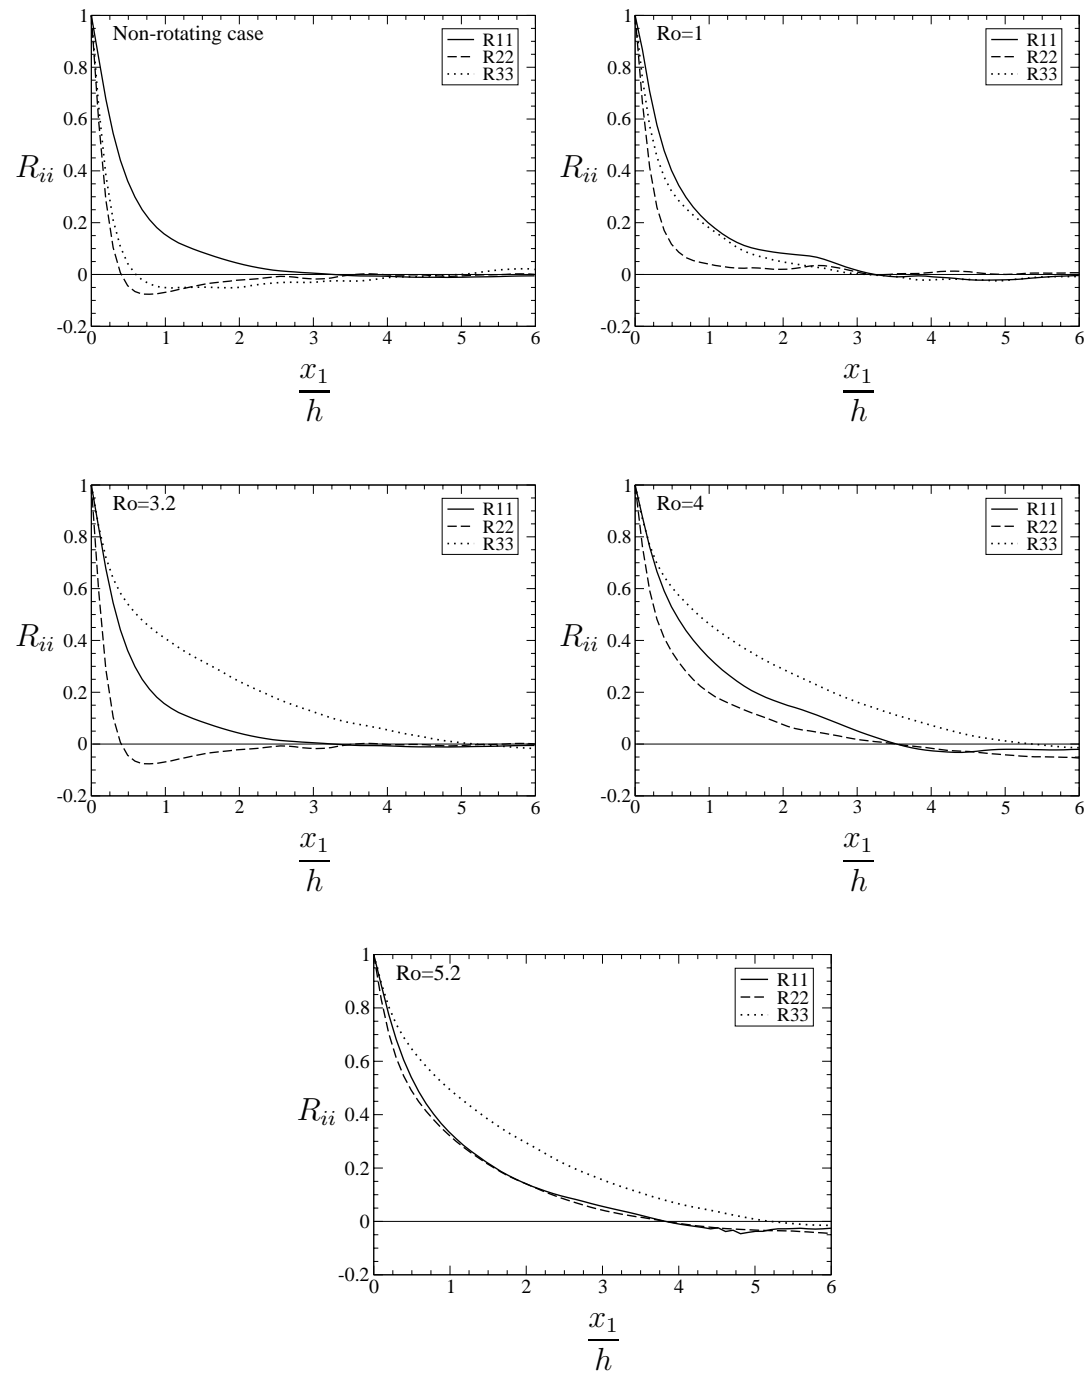 Non-rotating case
R11
R22
R33
1
0.8
0.6
0.4
0.2
0
-0.2
R_ii
0 1 2 3 4 5 6
x_1
h
Ro=1
R11
R22
R33
1
0.8
0.6
0.4
0.2
0
-0.2
R_ii
0 1 2 3 4 5 6
x_1
h
Ro=3.2
R11
R22
R33
1
0.8
0.6
0.4
0.2
0
-0.2
R_ii
0 1 2 3 4 5 6
x_1
h
Ro=4
R11
R22
R33
1
0.8
0.6
0.4
0.2
0
-0.2
R_ii
0 1 2 3 4 5 6
x_1
h
Ro=5.2
R11
R22
R33
1
0.8
0.6
0.4
0.2
0
-0.2
R_ii
0 1 2 3 4 5 6
x_1
h